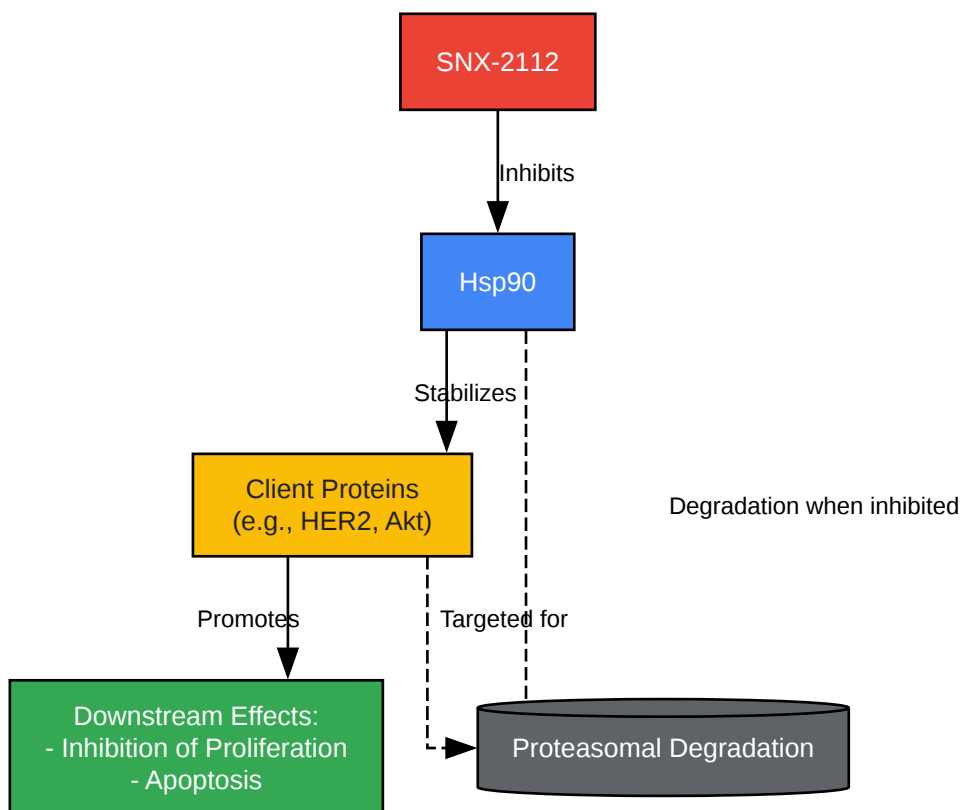 SNX-2112
Inhibits
Hsp90
Stabilizes
Client Proteins
(e.g., HER2, Akt)
Degradation when inhibited
Promotes
Targeted for
Downstream Effects:
- Inhibition of Proliferation
- Apoptosis
Proteasomal Degradation